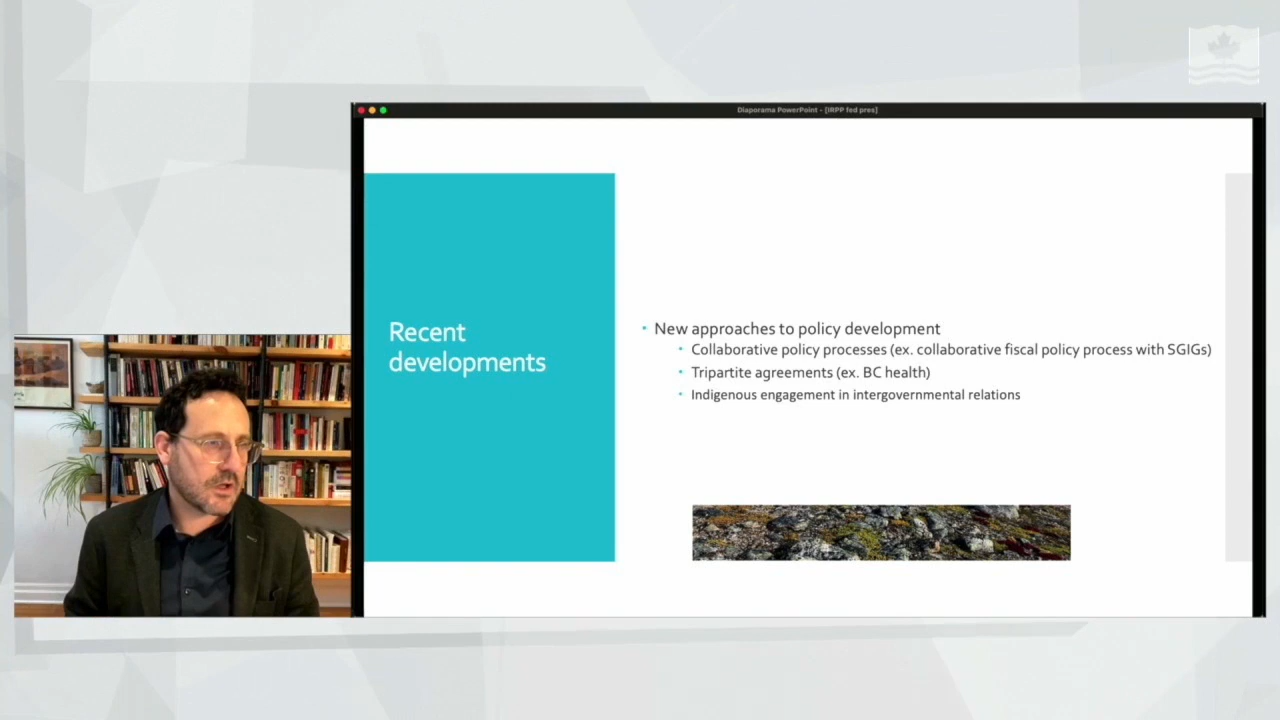 Diaporama PowerPoint - [IRPP fed pres]
Recent
developments
• New approaches to policy development
• Collaborative policy processes (ex. collaborative fiscal policy process with SGIGs)
• Tripartite agreements (ex. BC health)
• Indigenous engagement in intergovernmental relations